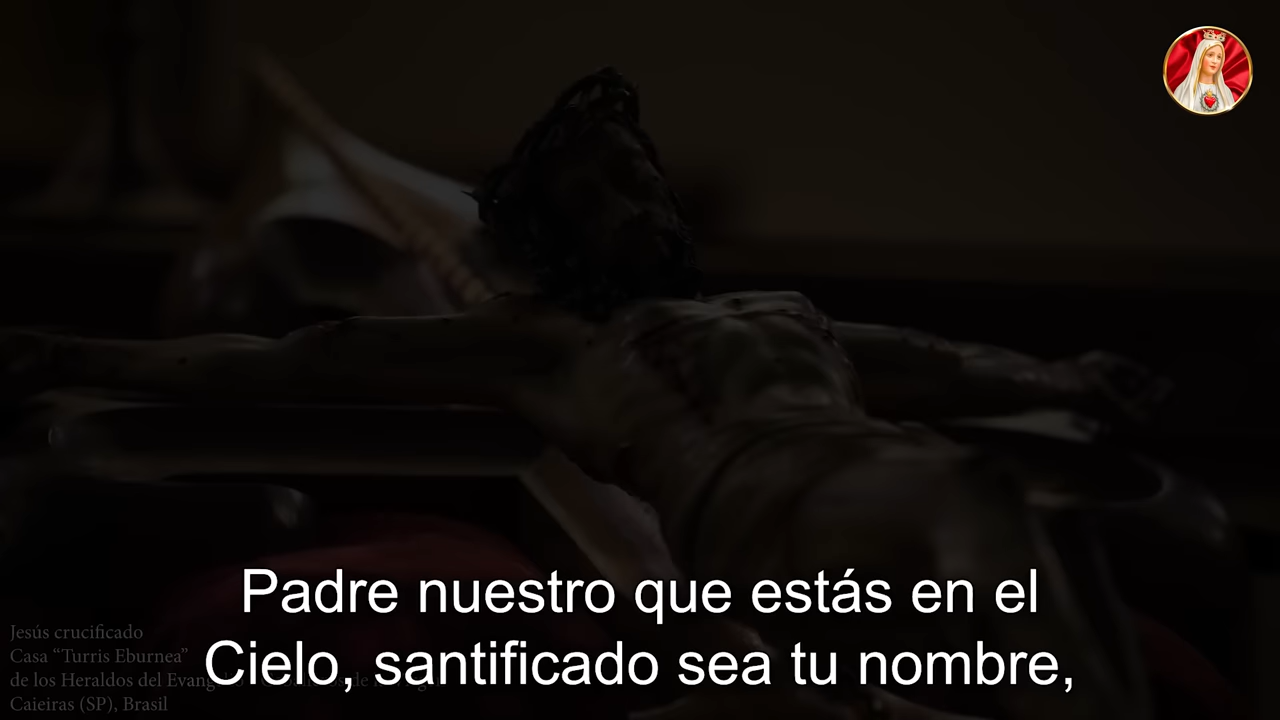 Padre nuestro que estás en el
Cielo, santificado sea tu nombre,
Jesús crucificado
Casa “Turris Eburnea”
de los Heraldos del
Caieiras (SP), Brasil